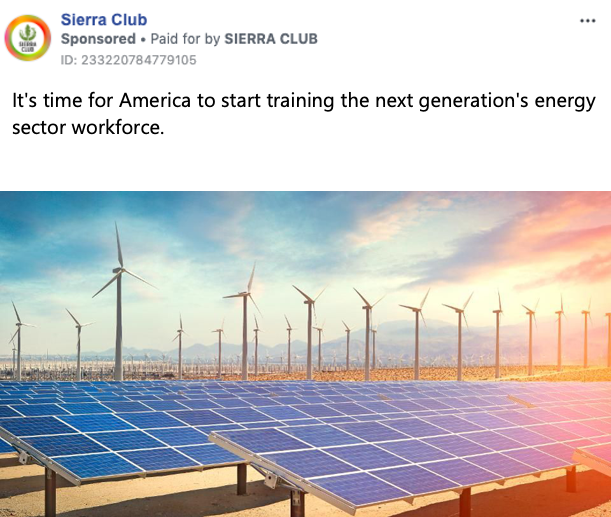 Sierra Club
Sponsored • Paid for by SIERRA CLUB
ID: 233220784779105
It's time for America to start training the next generation's energy
sector workforce.
SIERRA
CLUB